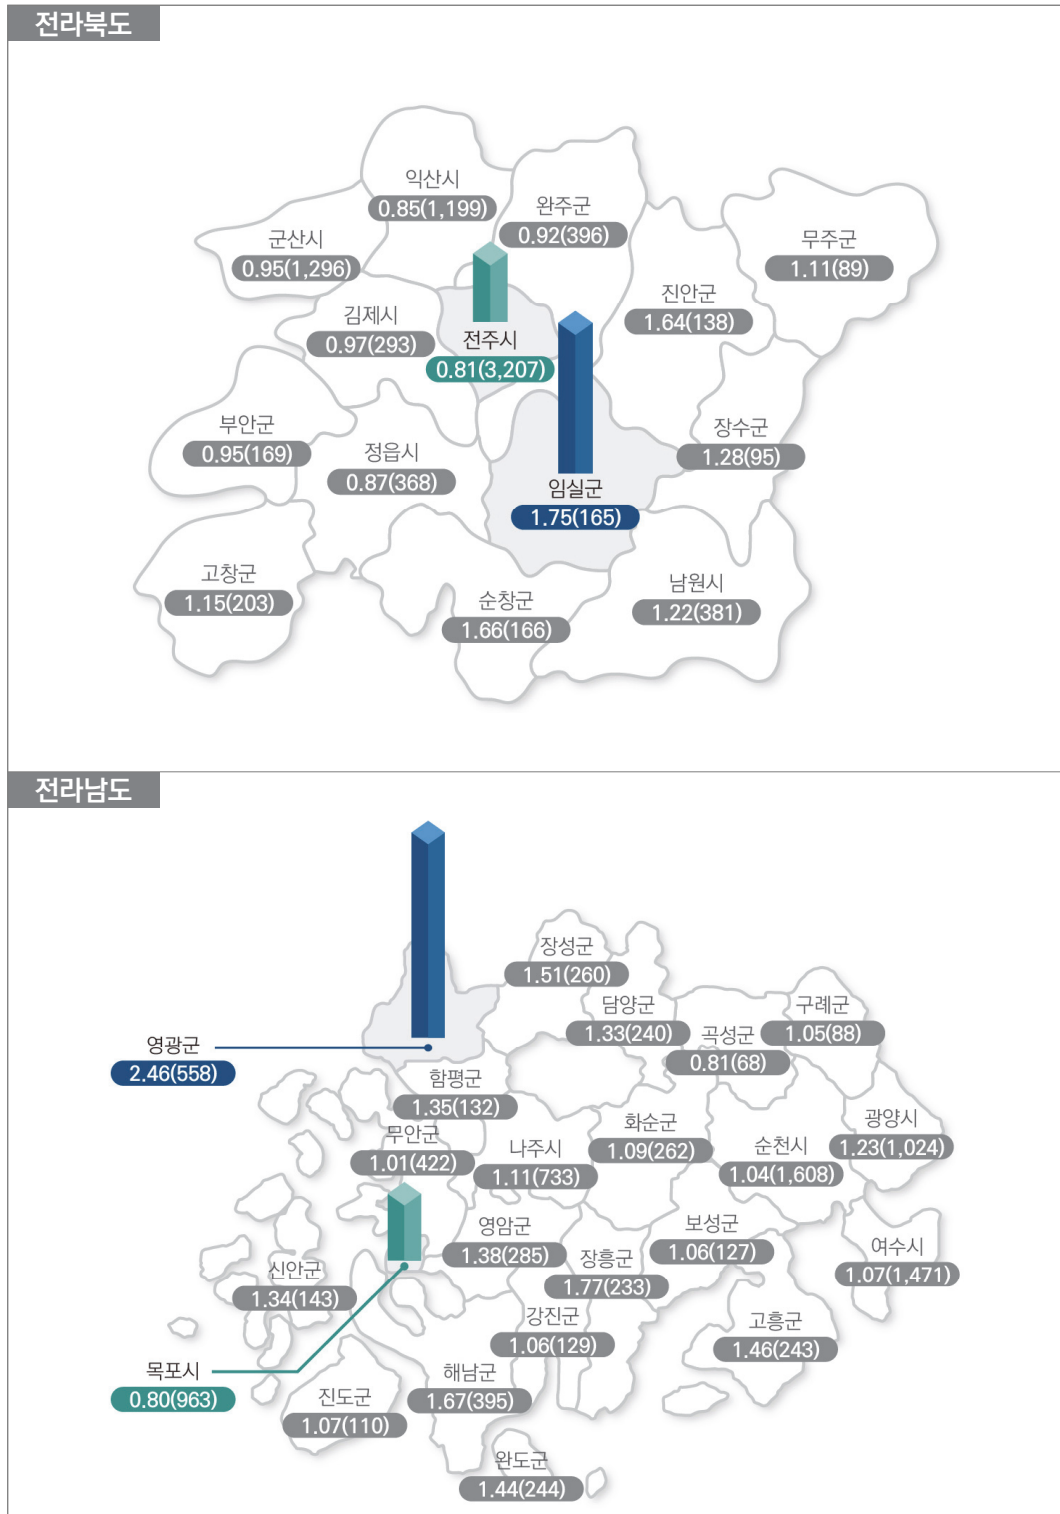 전라북도
익산시
0.85(1,199)
완주군
0.92(396)
군산시
0.95(1,296)
무주군
1.11(89)
진안군
1.64(138)
김제시
0.97(293)
전주시
0.81(3,207)
부안군
0.95(169)
정읍시
0.87(368)
장수군
1.28(95)
임실군
1.75(165)
고창군
1.15(203)
순창군
1.66(166)
남원시
1.22(381)
전라남도
장성군
1.51(260)
담양군
1.33(240)
곡성군
0.81(68)
구례군
1.05(88)
영광군
2.46(558)
함평군
1.35(132)
무안군
1.01(422)
나주시
1.11(733)
화순군
1.09(262)
순천시
1.04(1,608)
광양시
1.23(1,024)
영암군
1.38(285)
장흥군
1.77(233)
보성군
1.06(127)
여수시
1.07(1,471)
신안군
1.34(143)
강진군
1.06(129)
고흥군
1.46(243)
목포시
0.80(963)
진도군
1.07(110)
해남군
1.67(395)
완도군
1.44(244)